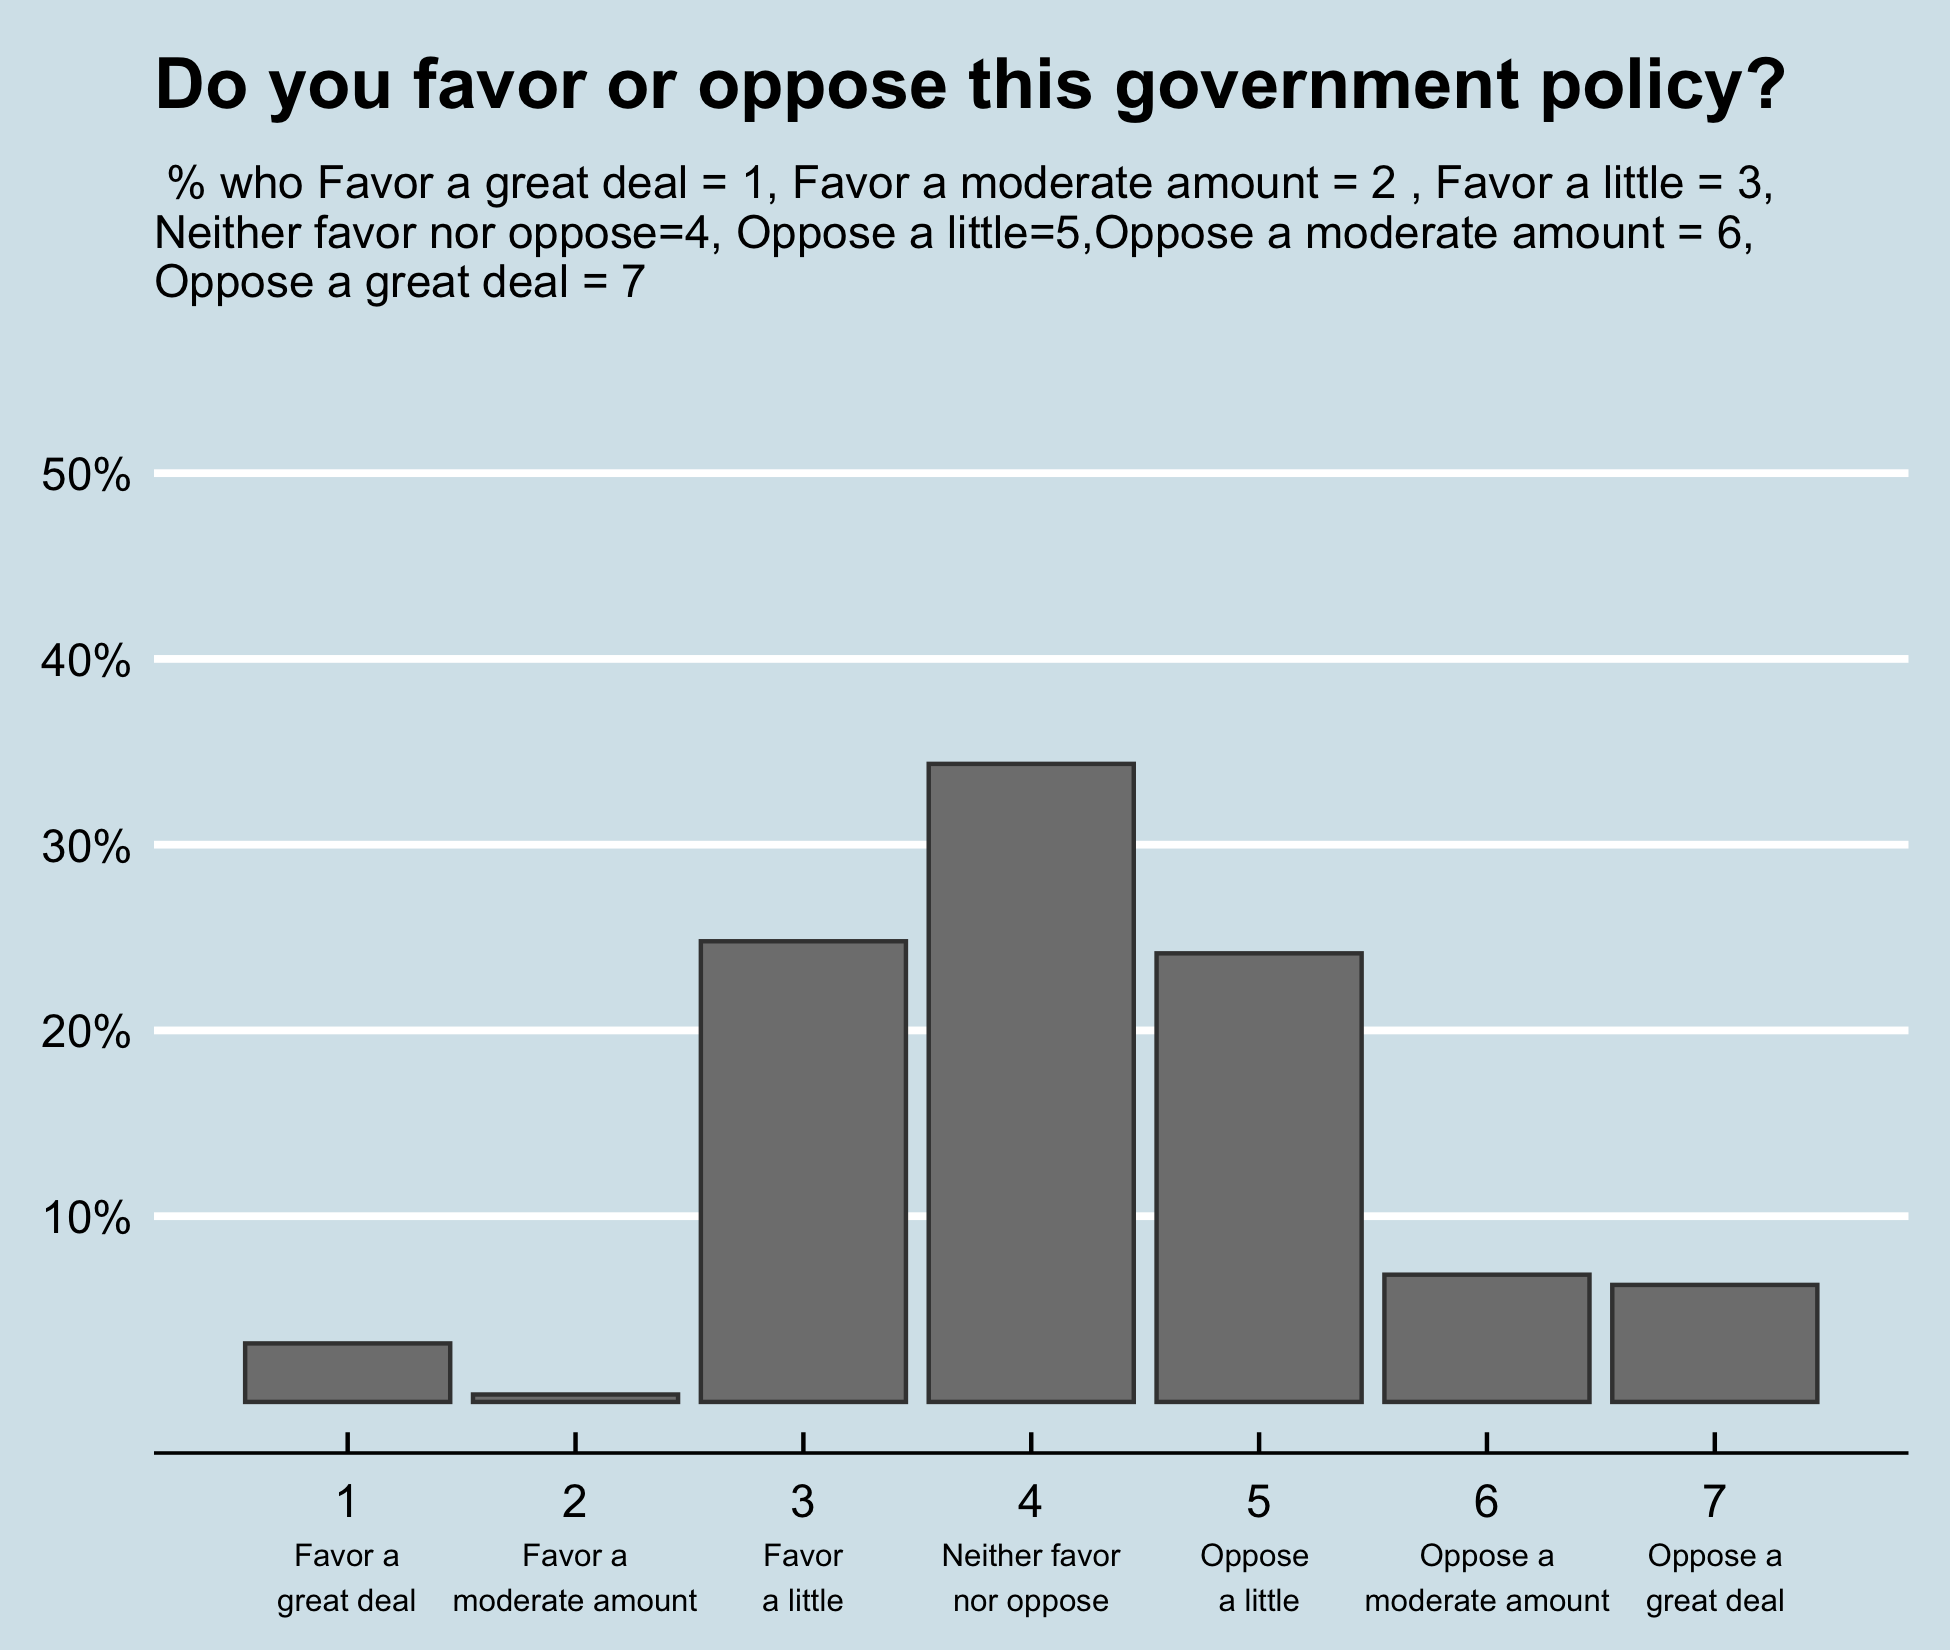 Do you favor or oppose this government policy?
% who Favor a great deal = 1, Favor a moderate amount = 2 , Favor a little = 3,
Neither favor nor oppose=4, Oppose a little=5,Oppose a moderate amount = 6,
Oppose a great deal = 7
50%
40%
30%
20%
10%
1 2 3 4 5 6 7
Favor a Favor a Favor Neither favor Oppose Oppose a Oppose a
great deal moderate amount a little nor oppose a little moderate amount great deal